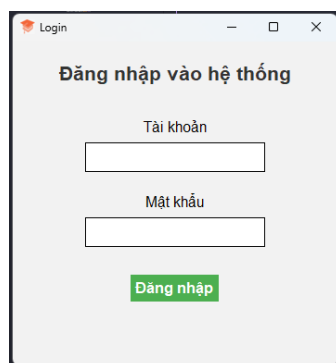 Login
Đăng nhập vào hệ thống
Tài khoản
Mật khẩu
Đăng nhập